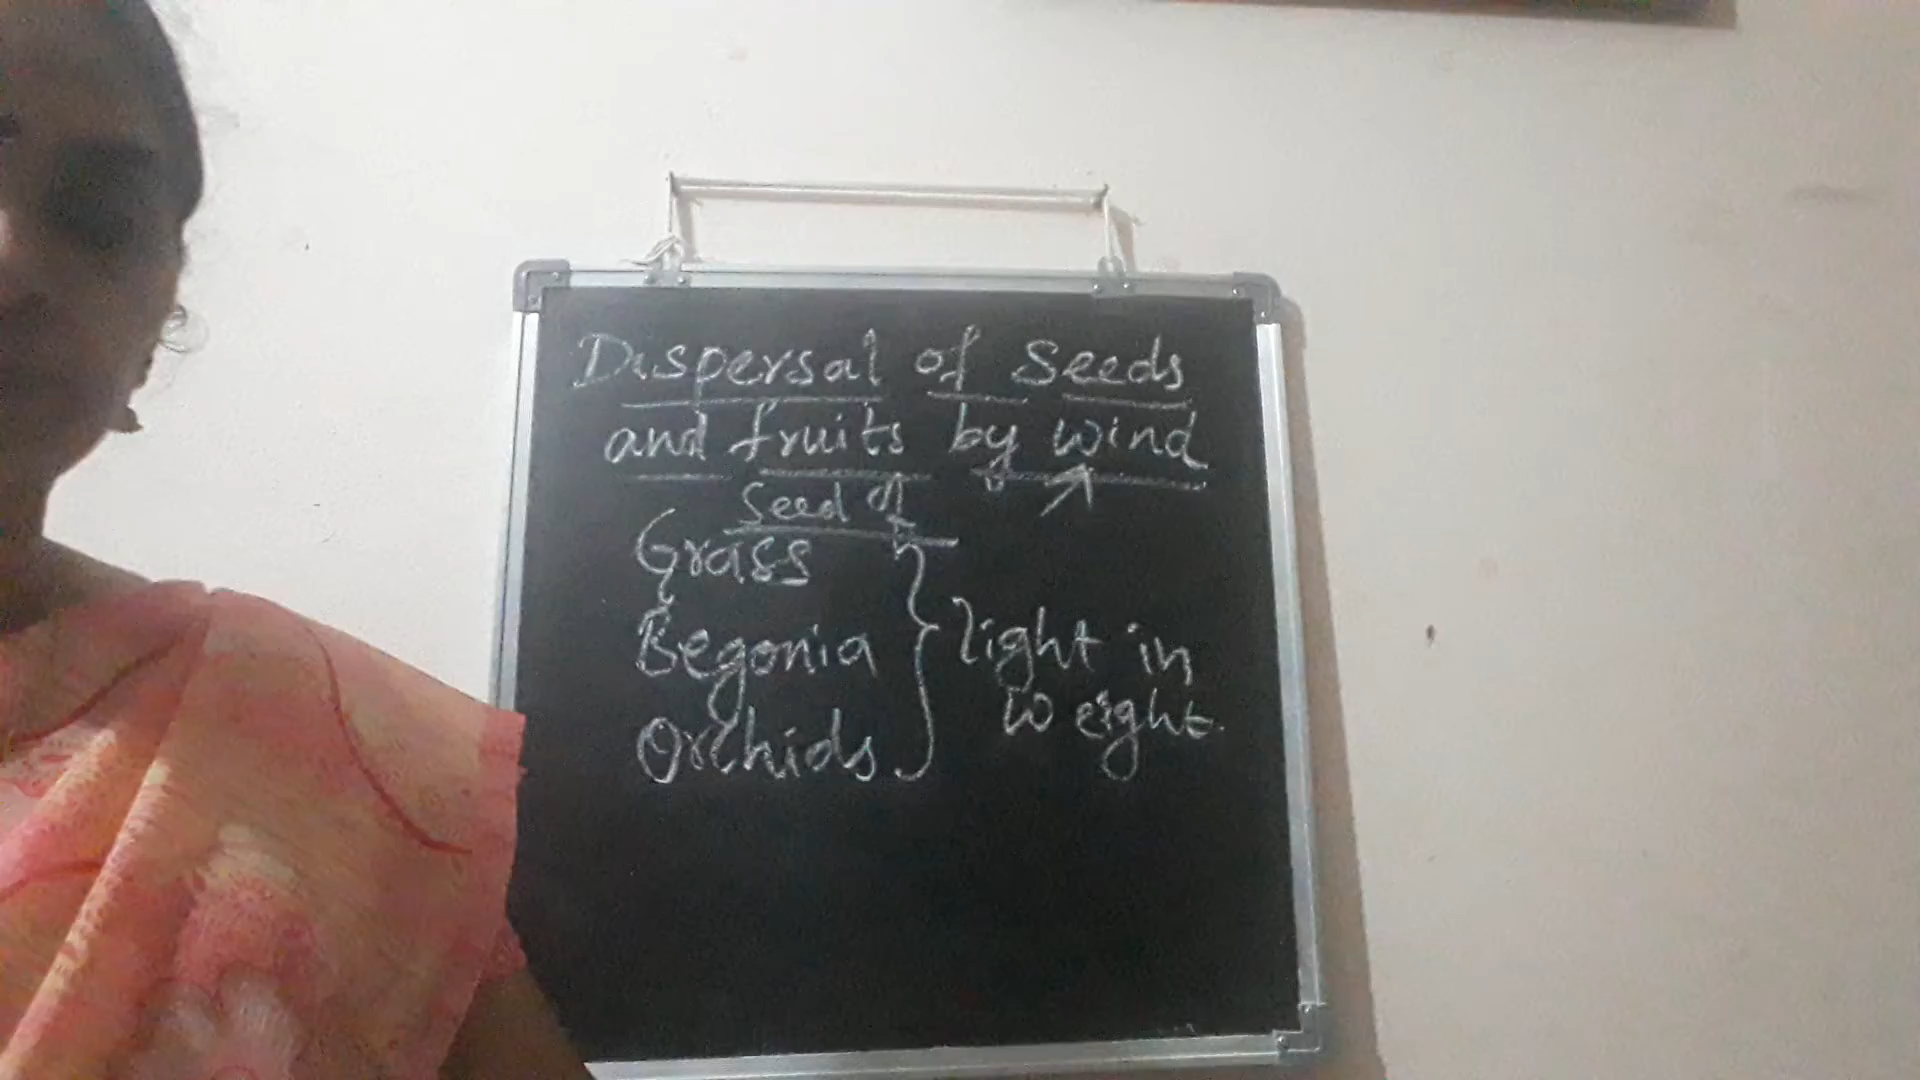 Dispersal of Seeds
and fruits by wind
Seed of
Grass
Begonia
Orchids
light in
weight.